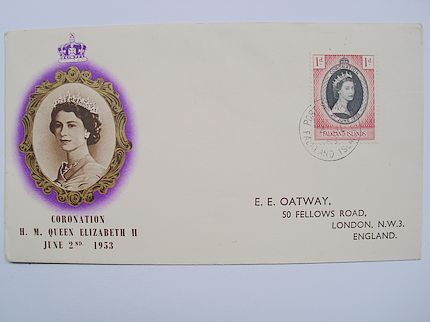 CORONATION
H. M. QUEEN ELIZABETH II
JUNE 2ND. 1953
1D 1D
FALKLAND ISLANDS
E. E. OATWAY,
50 FELLOWS ROAD,
LONDON, N.W.3.
ENGLAND.